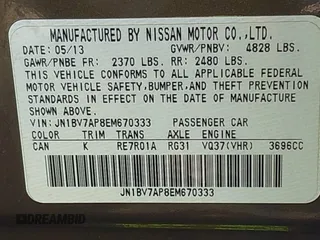 MANUFACTURED BY NISSAN MOTOR CO.,LTD.
DATE: 05/13 GVWR/PNBV: 4828 LBS.
GAWR/PNBE FR: 2370 LBS. RR: 2480 LBS.
THIS VEHICLE CONFORMS TO ALL APPLICABLE FEDERAL
MOTOR VEHICLE SAFETY,BUMPER,AND THEFT PREVENTION
STANDARDS IN EFFECT ON THE DATE OF MANUFACTURE
SHOWN ABOVE.
VIN: JN1BV7AP8EM670333 PASSENGER CAR
COLOR TRIM TRANS AXLE ENGINE
CAN K RE7R01A RG31 VQ37(VHR) 3696CC
JN1BV7AP8EM670333
DREAMBID